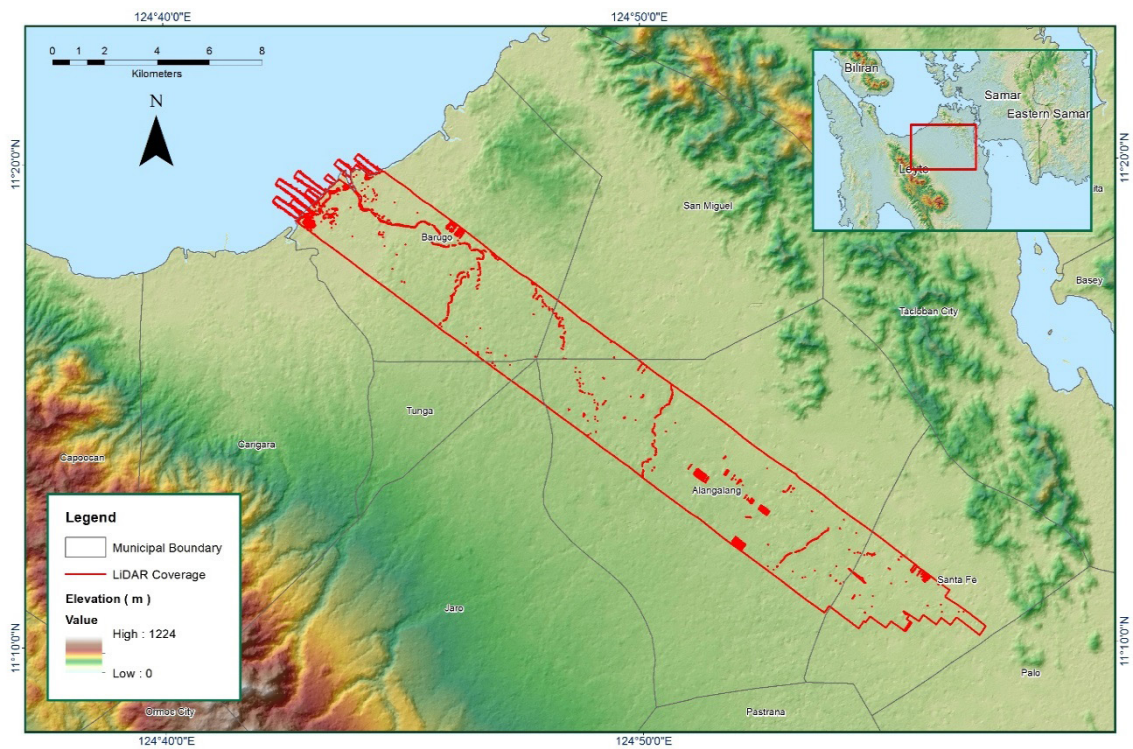 124°40'0"E 124°50'0"E
0 1 2 4 6 8
Kilometers
N
Biliran
Samar
Eastern Samar
Leyte
11°20'0"N 11°20'0"N
San Miguel
Barugo
Basey
Tacloban City
Tunga
Carigara
Capoocan
Alangalang
Santa Fe
Jaro
Palo
Pastrana
Ormoc City
Legend
Municipal Boundary
LiDAR Coverage
Elevation ( m )
Value
High : 1224
Low : 0
11°10'0"N 11°10'0"N
124°40'0"E 124°50'0"E